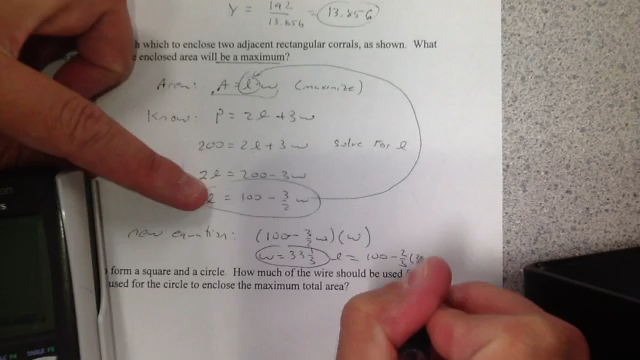 y = 192/13.856 = 13.856
h which to enclose two adjacent rectangular corrals, as shown. What
e enclosed area will be a maximum?
Area: A = l·w (maximize)
Know: P = 2l + 3w
200 = 2l + 3w solve for l
2l = 200 - 3w
l = 100 - 3/2 w
new equation: (100 - 3/2 w)(w)
w = 33 1/3 l = 100 - 3/2 (33
form a square and a circle. How much of the wire should be used
used for the circle to enclose the maximum total area?